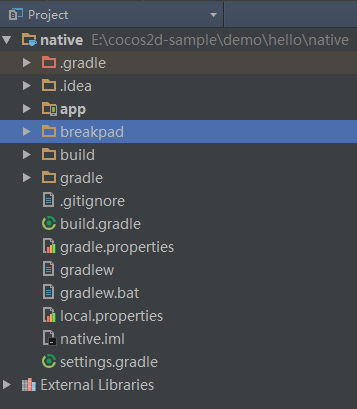 Project
native E:\cocos2d-sample\demo\hello\native
.gradle
.idea
app
breakpad
build
gradle
.gitignore
build.gradle
gradle.properties
gradlew
gradlew.bat
local.properties
native.iml
settings.gradle
External Libraries